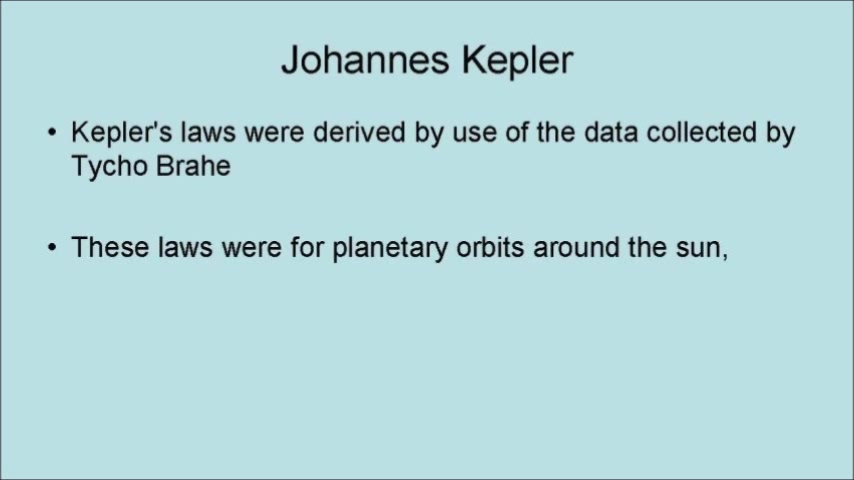 Johannes Kepler
• Kepler's laws were derived by use of the data collected by
Tycho Brahe
• These laws were for planetary orbits around the sun,